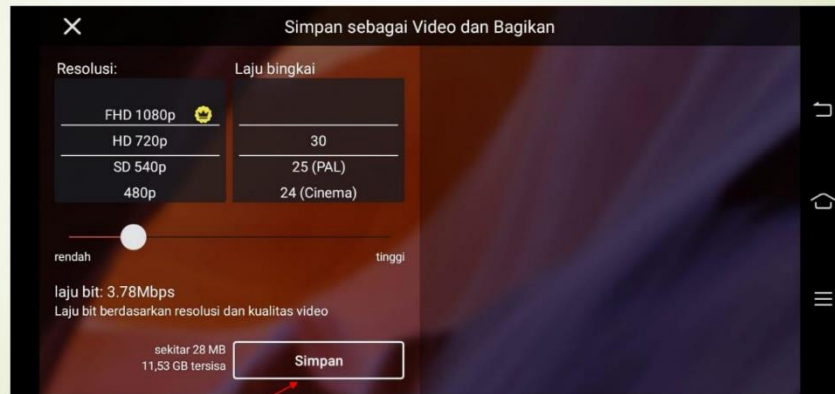 Simpan sebagai Video dan Bagikan
Resolusi:
FHD 1080p
HD 720p
SD 540p
480p
Laju bingkai
30
25 (PAL)
24 (Cinema)
rendah
tinggi
laju bit: 3.78Mbps
Laju bit berdasarkan resolusi dan kualitas video
sekitar 28 MB
11,53 GB tersisa
Simpan